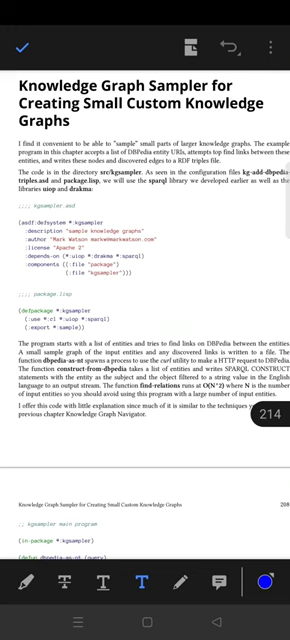 Knowledge Graph Sampler for
Creating Small Custom Knowledge
Graphs
I find it convenient to be able to "sample" small parts of larger knowledge graphs. The example
program in this chapter accepts a list of DBPedia entity URIs, attempts top find links between these
entities, and writes these nodes and discovered edges to a RDF triples file.
The code is in the directory src/kgsampler. As seen in the configuration files kg-add-dbpedia-
triples.asd and package.lisp, we will use the sparql library we developed earlier as well as the
libraries uiop and drakma:
;;;; kgsampler.asd
(asdf:defsystem #:kgsampler
:description "sample knowledge graphs"
:author "Mark Watson markw@markwatson.com"
:license "Apache 2"
:depends-on (#:uiop #:drakma #:sparql)
:components ((:file "package")
(:file "kgsampler")))
;;;; package.lisp
(defpackage #:kgsampler
(:use #:cl #:uiop #:sparql)
(:export #:sample))
The program starts with a list of entities and tries to find links on DBPedia between the entities.
A small sample graph of the input entities and any discovered links is written to a file. The
function dbpedia-as-nt spawns a process to use the curl utility to make a HTTP request to DBPedia.
The function construct-from-dbpedia takes a list of entities and writes SPARQL CONSTRUCT
statements with the entity as the subject and the object filtered to a string value in the English
language to an output stream. The function find-relations runs at O(N^2) where N is the number
of input entities so you should avoid using this program with a large number of input entities.
I offer this code with little explanation since much of it is similar to the techniques
previous chapter Knowledge Graph Navigator.
214
Knowledge Graph Sampler for Creating Small Custom Knowledge Graphs 208
;; kgsampler main program
(in-package #:kgsampler)
(defun dbpedia-as-nt (query)
T T T